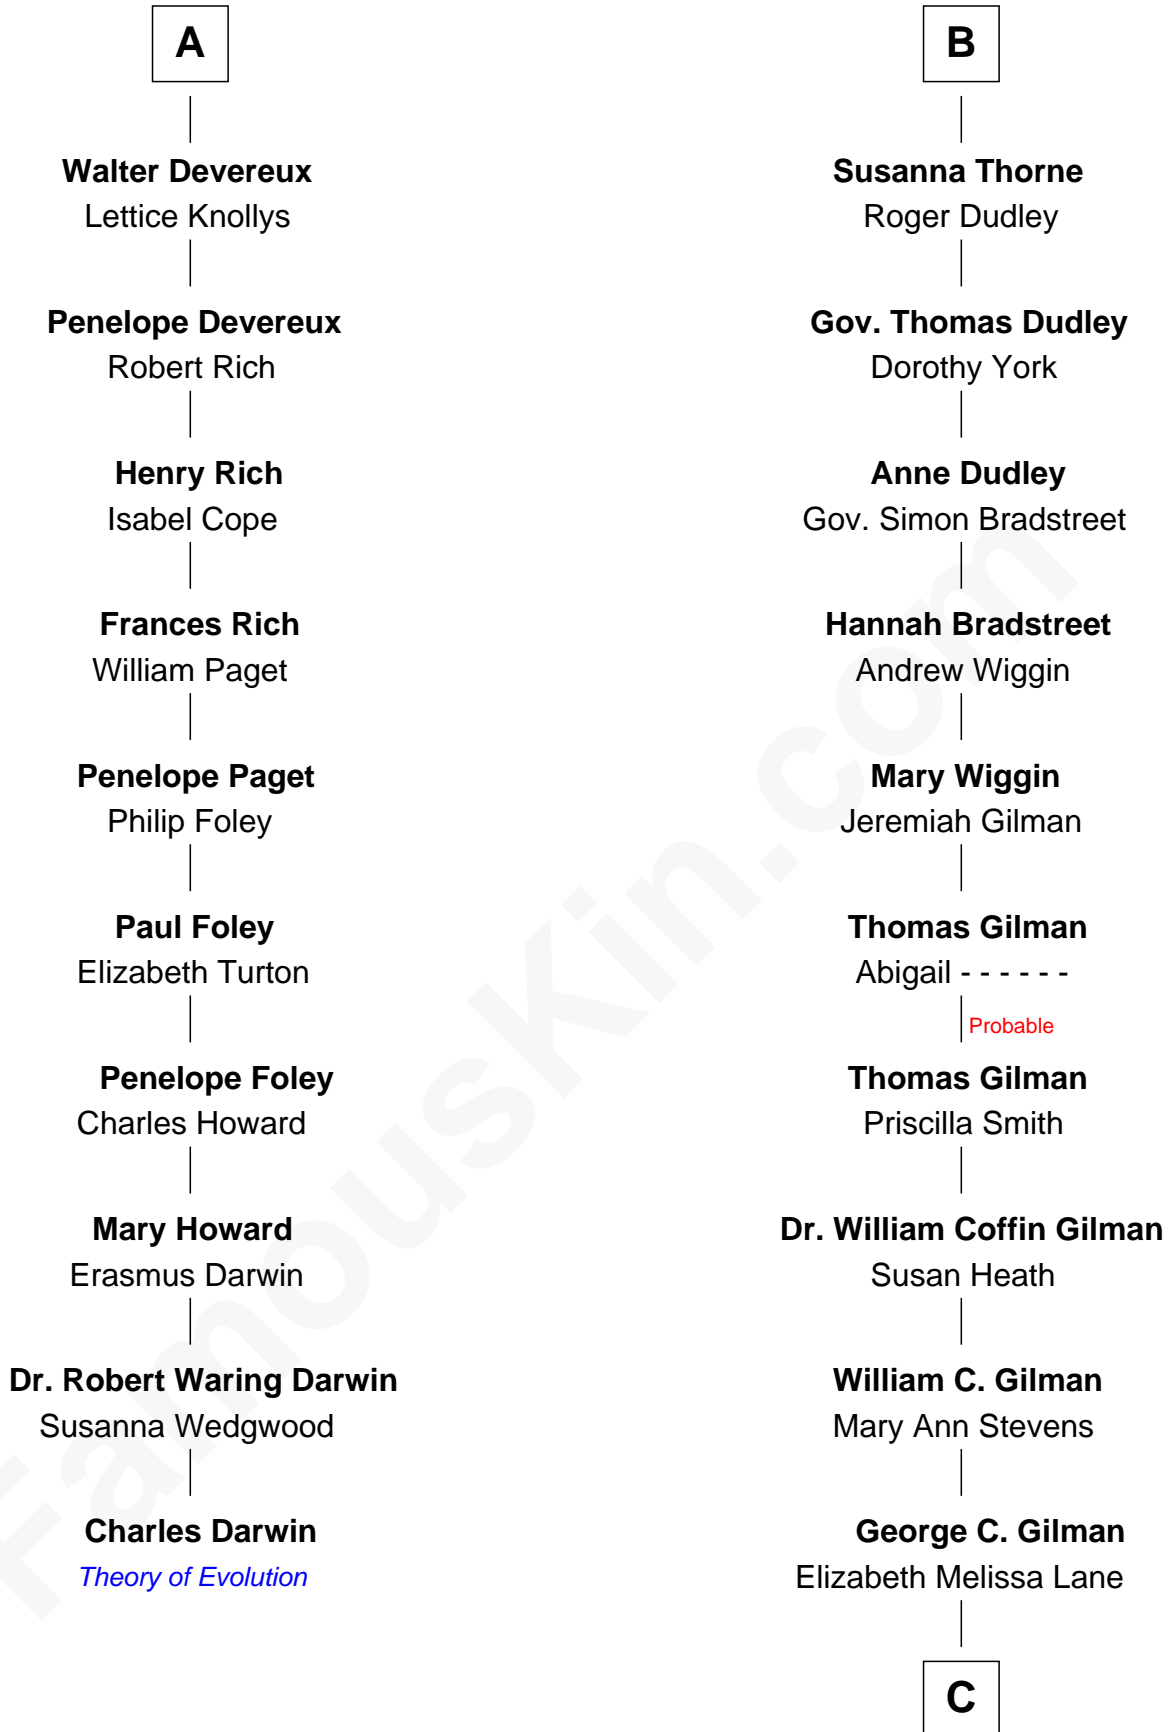 A
Walter Devereux
Lettice Knollys
Penelope Devereux
Robert Rich
Henry Rich
Isabel Cope
Frances Rich
William Paget
Penelope Paget
Philip Foley
Paul Foley
Elizabeth Turton
Penelope Foley
Charles Howard
Mary Howard
Erasmus Darwin
Dr. Robert Waring Darwin
Susanna Wedgwood
Charles Darwin
Theory of Evolution
B
Susanna Thorne
Roger Dudley
Gov. Thomas Dudley
Dorothy York
Anne Dudley
Gov. Simon Bradstreet
Hannah Bradstreet
Andrew Wiggin
Mary Wiggin
Jeremiah Gilman
Thomas Gilman
Abigail - - - - - -
Probable
Thomas Gilman
Priscilla Smith
Dr. William Coffin Gilman
Susan Heath
William C. Gilman
Mary Ann Stevens
George C. Gilman
Elizabeth Melissa Lane
C
FamousKin.com